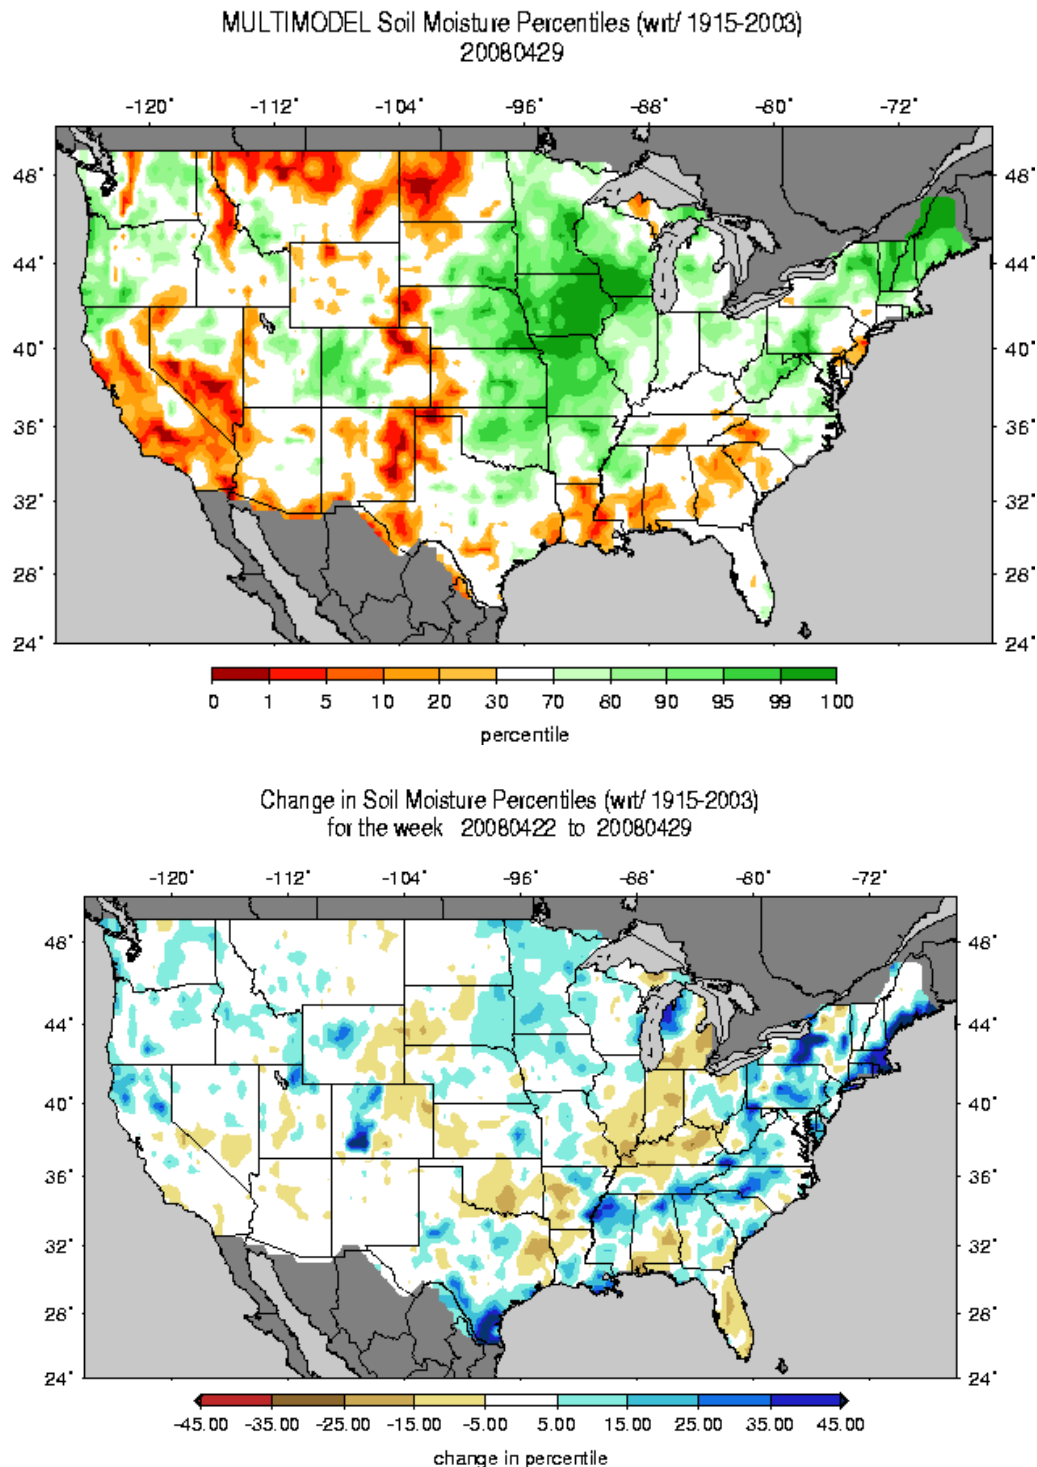 MULTIMODEL Soil Moisture Percentiles (wrt/ 1915-2003)
20080429
-120° -112° -104° -96° -88° -80° -72°
48° 48°
44° 44°
40° 40°
36° 36°
32° 32°
28° 28°
24° 24°
0 1 5 10 20 30 70 80 90 95 99 100
percentile
Change in Soil Moisture Percentiles (wrt/ 1915-2003)
for the week 20080422 to 20080429
-120° -112° -104° -96° -88° -80° -72°
48° 48°
44° 44°
40° 40°
36° 36°
32° 32°
28° 28°
24° 24°
-45.00 -35.00 -25.00 -15.00 -5.00 5.00 15.00 25.00 35.00 45.00
change in percentile